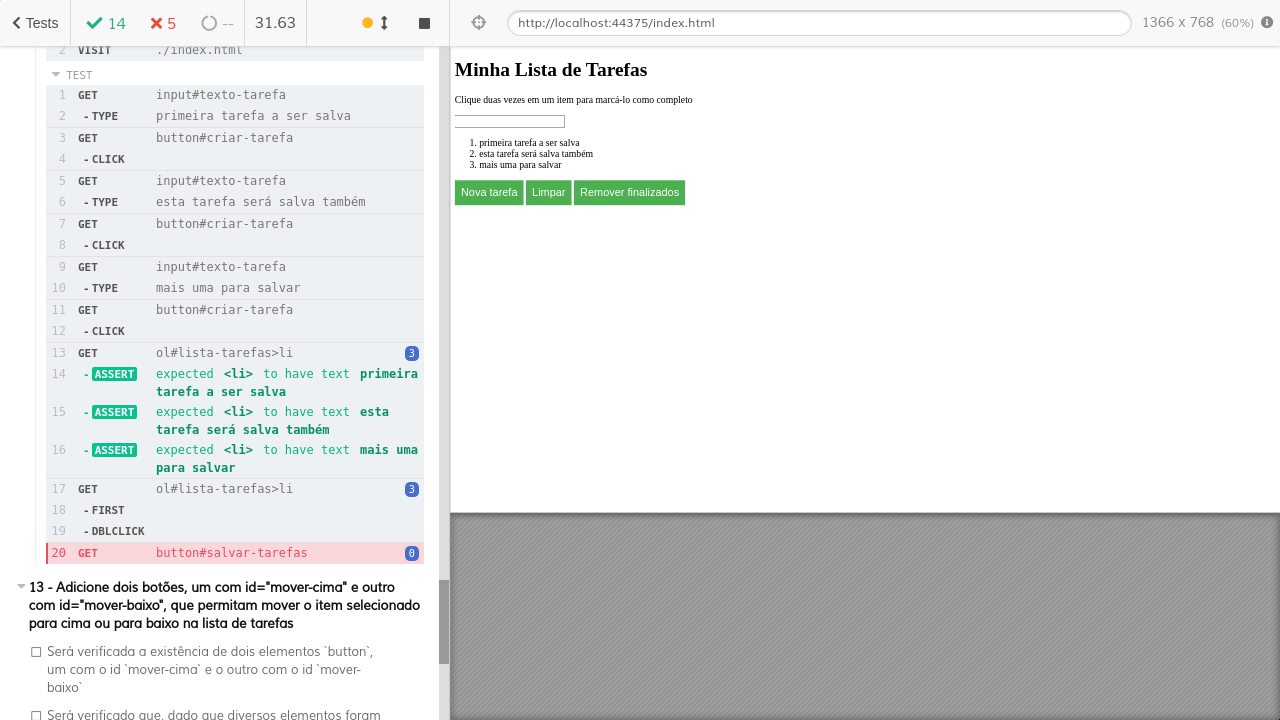 Tests
14
5
--
31.63
http://localhost:44375/index.html
1366 x 768 (60%)
2 VISIT ./index.html
TEST
1 GET input#texto-tarefa
2 -TYPE primeira tarefa a ser salva
3 GET button#criar-tarefa
4 -CLICK
5 GET input#texto-tarefa
6 -TYPE esta tarefa será salva também
7 GET button#criar-tarefa
8 -CLICK
9 GET input#texto-tarefa
10 -TYPE mais uma para salvar
11 GET button#criar-tarefa
12 -CLICK
13 GET ol#lista-tarefas>li 3
14 -ASSERT expected <li> to have text primeira
tarefa a ser salva
15 -ASSERT expected <li> to have text esta
tarefa será salva também
16 -ASSERT expected <li> to have text mais uma
para salvar
17 GET ol#lista-tarefas>li 3
18 -FIRST
19 -DBLCLICK
20 GET button#salvar-tarefas 0
13 - Adicione dois botões, um com id="mover-cima" e outro
com id="mover-baixo", que permitam mover o item selecionado
para cima ou para baixo na lista de tarefas
Será verificada a existência de dois elementos `button`,
um com o id `mover-cima` e o outro com o id `mover-
baixo`
Será verificado que, dado que diversos elementos foram
Minha Lista de Tarefas
Clique duas vezes em um item para marcá-lo como completo
1. primeira tarefa a ser salva
2. esta tarefa será salva também
3. mais uma para salvar
Nova tarefa Limpar Remover finalizados